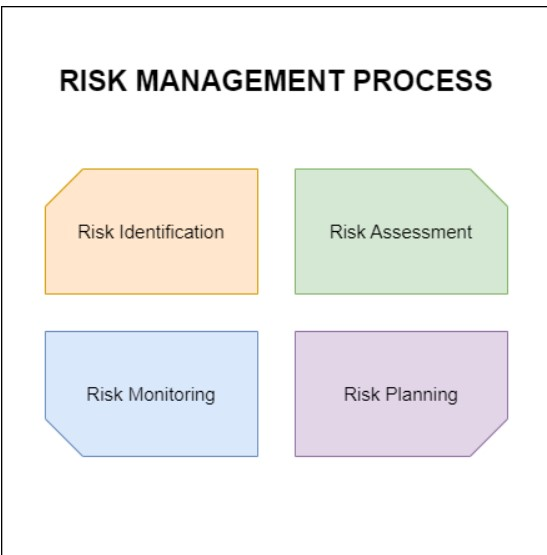 RISK MANAGEMENT PROCESS
Risk Identification
Risk Assessment
Risk Monitoring
Risk Planning